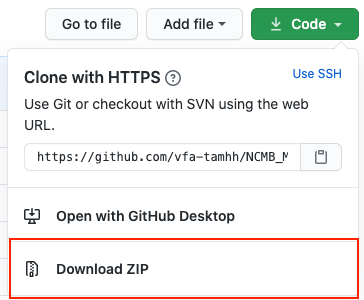 Go to file
Add file
Code
Clone with HTTPS
Use SSH
Use Git or checkout with SVN using the web
URL.
https://github.com/vfa-tamhh/NCMB_M
Open with GitHub Desktop
Download ZIP